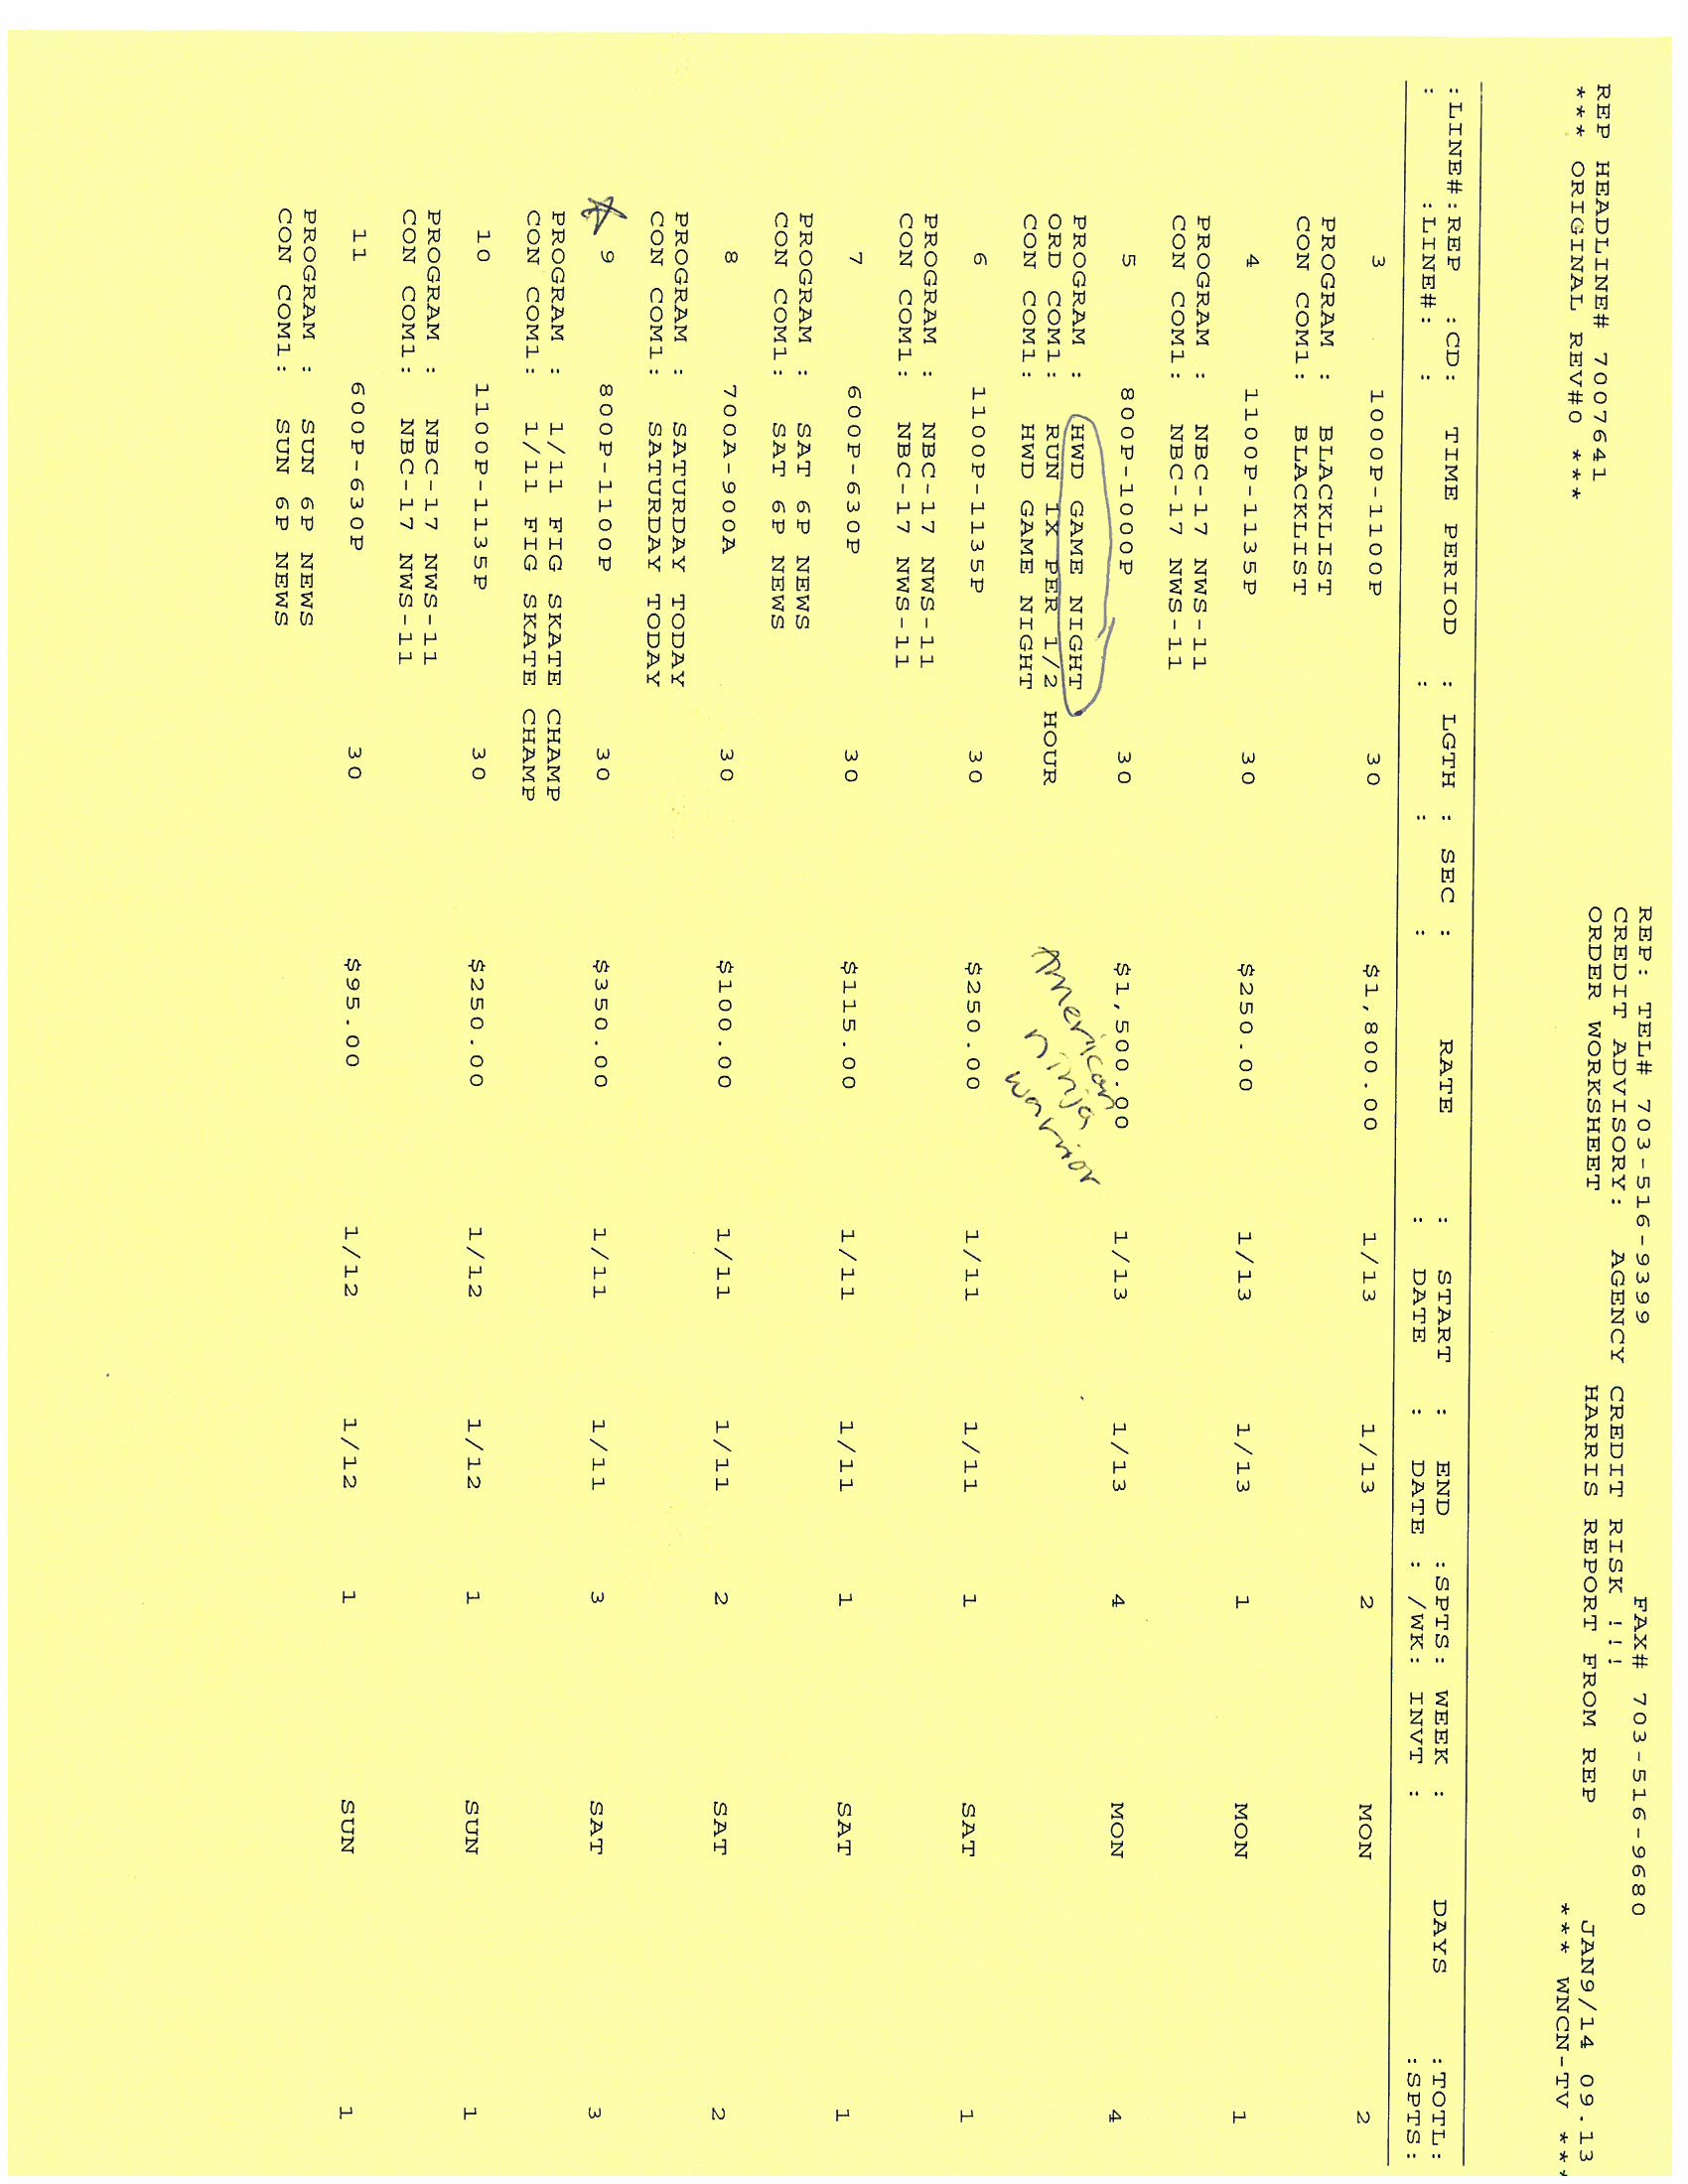 REP: TEL# 703-516-9399 FAX# 703-516-9680
REP HEADLINE# 7007641 CREDIT ADVISORY: AGENCY CREDIT RISK !!! JAN9/14 09.13
*** ORIGINAL REV#0 *** ORDER WORKSHEET HARRIS REPORT FROM REP *** WNCN-TV ***
:LINE#:REP :CD: TIME PERIOD : LGTH : SEC : RATE : START : END :SPTS: WEEK : DAYS :TOTL:
: :LINE#: : : : : DATE : DATE : /WK: INVT : :SPTS:
3 1000P-1100P 30 $1,800.00 1/13 1/13 2 MON 2
PROGRAM : BLACKLIST
CON COM1: BLACKLIST
4 1100P-1135P 30 $250.00 1/13 1/13 1 MON 1
PROGRAM : NBC-17 NWS-11
CON COM1: NBC-17 NWS-11
5 800P-1000P 30 $1,500.00 1/13 1/13 4 MON 4
PROGRAM : HWD GAME NIGHT
ORD COM1: RUN 1X PER 1/2 HOUR
CON COM1: HWD GAME NIGHT
American
ninja
warrior
6 1100P-1135P 30 $250.00 1/11 1/11 1 SAT 1
PROGRAM : NBC-17 NWS-11
CON COM1: NBC-17 NWS-11
7 600P-630P 30 $115.00 1/11 1/11 1 SAT 1
PROGRAM : SAT 6P NEWS
CON COM1: SAT 6P NEWS
8 700A-900A 30 $100.00 1/11 1/11 2 SAT 2
PROGRAM : SATURDAY TODAY
CON COM1: SATURDAY TODAY
9 800P-1100P 30 $350.00 1/11 1/11 3 SAT 3
PROGRAM : 1/11 FIG SKATE CHAMP
CON COM1: 1/11 FIG SKATE CHAMP
10 1100P-1135P 30 $250.00 1/12 1/12 1 SUN 1
PROGRAM : NBC-17 NWS-11
CON COM1: NBC-17 NWS-11
11 600P-630P 30 $95.00 1/12 1/12 1 SUN 1
PROGRAM : SUN 6P NEWS
CON COM1: SUN 6P NEWS